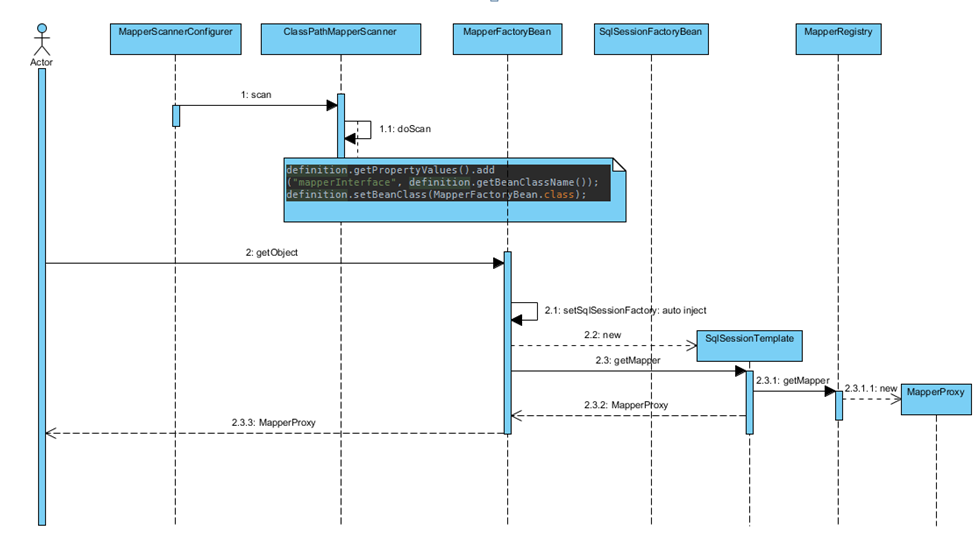 MapperScannerConfigurer
ClassPathMapperScanner
MapperFactoryBean
SqlSessionFactoryBean
MapperRegistry
Actor
1: scan
1.1: doScan
definition.getPropertyValues().add
("mapperInterface", definition.getBeanClassName());
definition.setBeanClass(MapperFactoryBean.class);
2: getObject
2.1: setSqlSessionFactory: auto inject
2.2: new
SqlSessionTemplate
2.3: getMapper
2.3.1: getMapper
2.3.1.1: new
MapperProxy
2.3.2: MapperProxy
2.3.3: MapperProxy